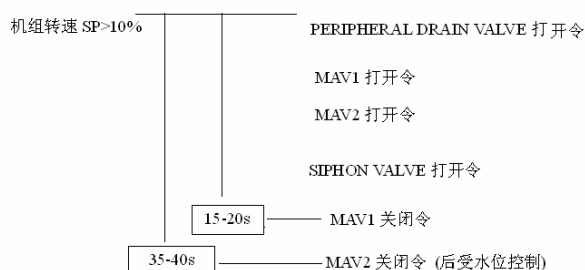 机组转速 SP>10%
PERIPHERAL DRAIN VALVE 打开令
MAV1 打开令
MAV2 打开令
SIPHON VALVE 打开令
15-20s
MAV1 关闭令
35-40s
MAV2 关闭令 (后受水位控制)